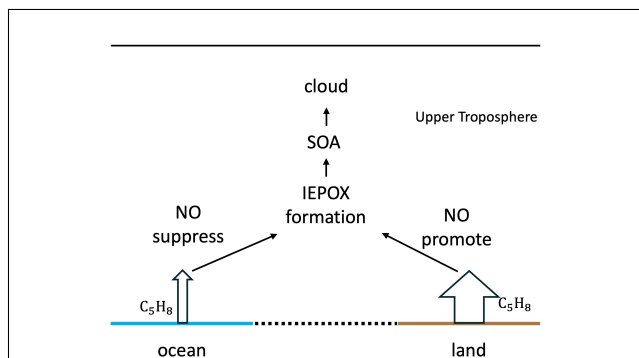 cloud
Upper Troposphere
SOA
IEPOX
formation
NO
suppress
NO
promote
C₅H₈
C₅H₈
ocean
land